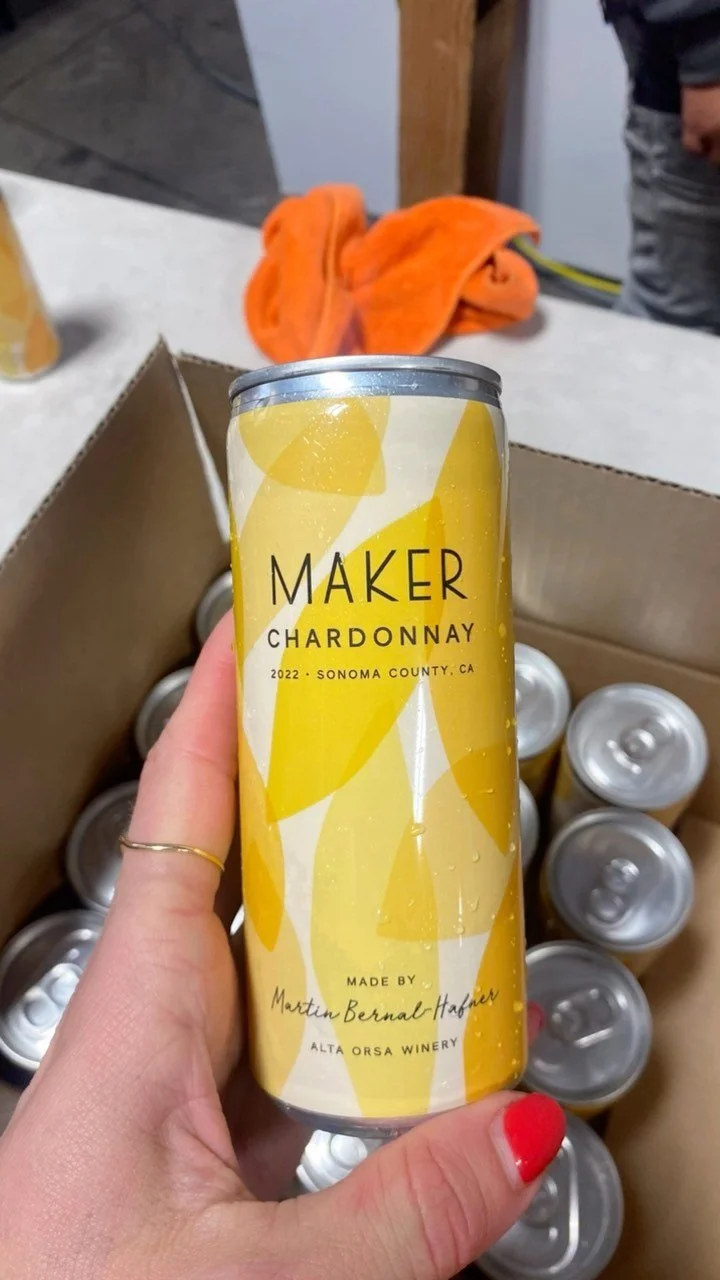 MAKER
CHARDONNAY
2022 · SONOMA COUNTY, CA
MADE BY
Martin Bernal-Hafner
ALTA ORSA WINERY